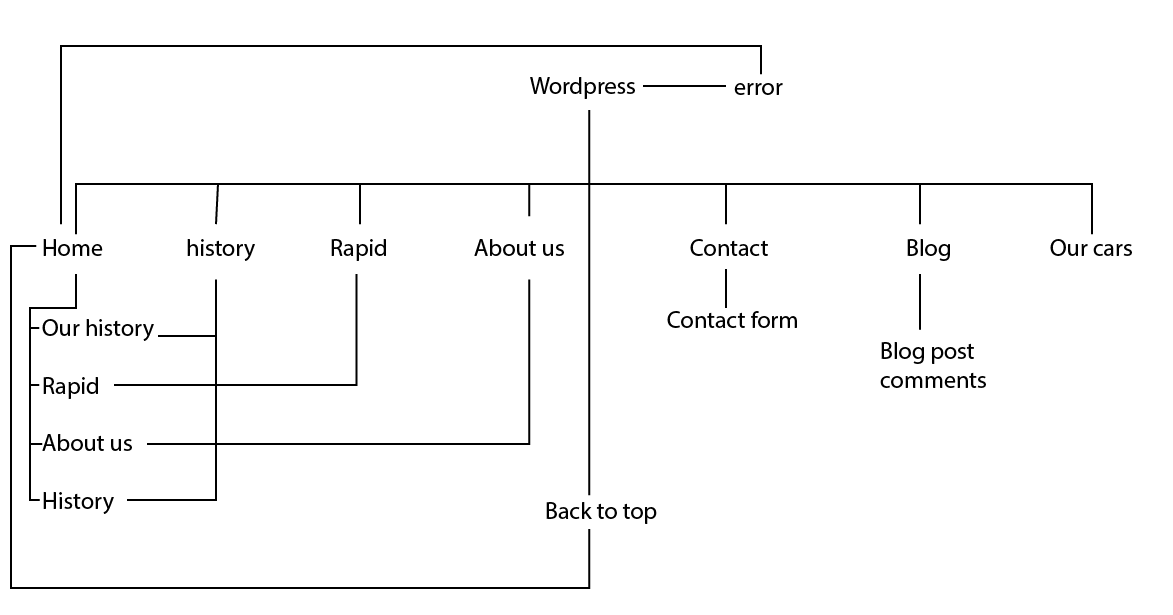 Wordpress
error
Home
history
Rapid
About us
Contact
Blog
Our cars
Our history
Rapid
About us
History
Contact form
Blog post
comments
Back to top